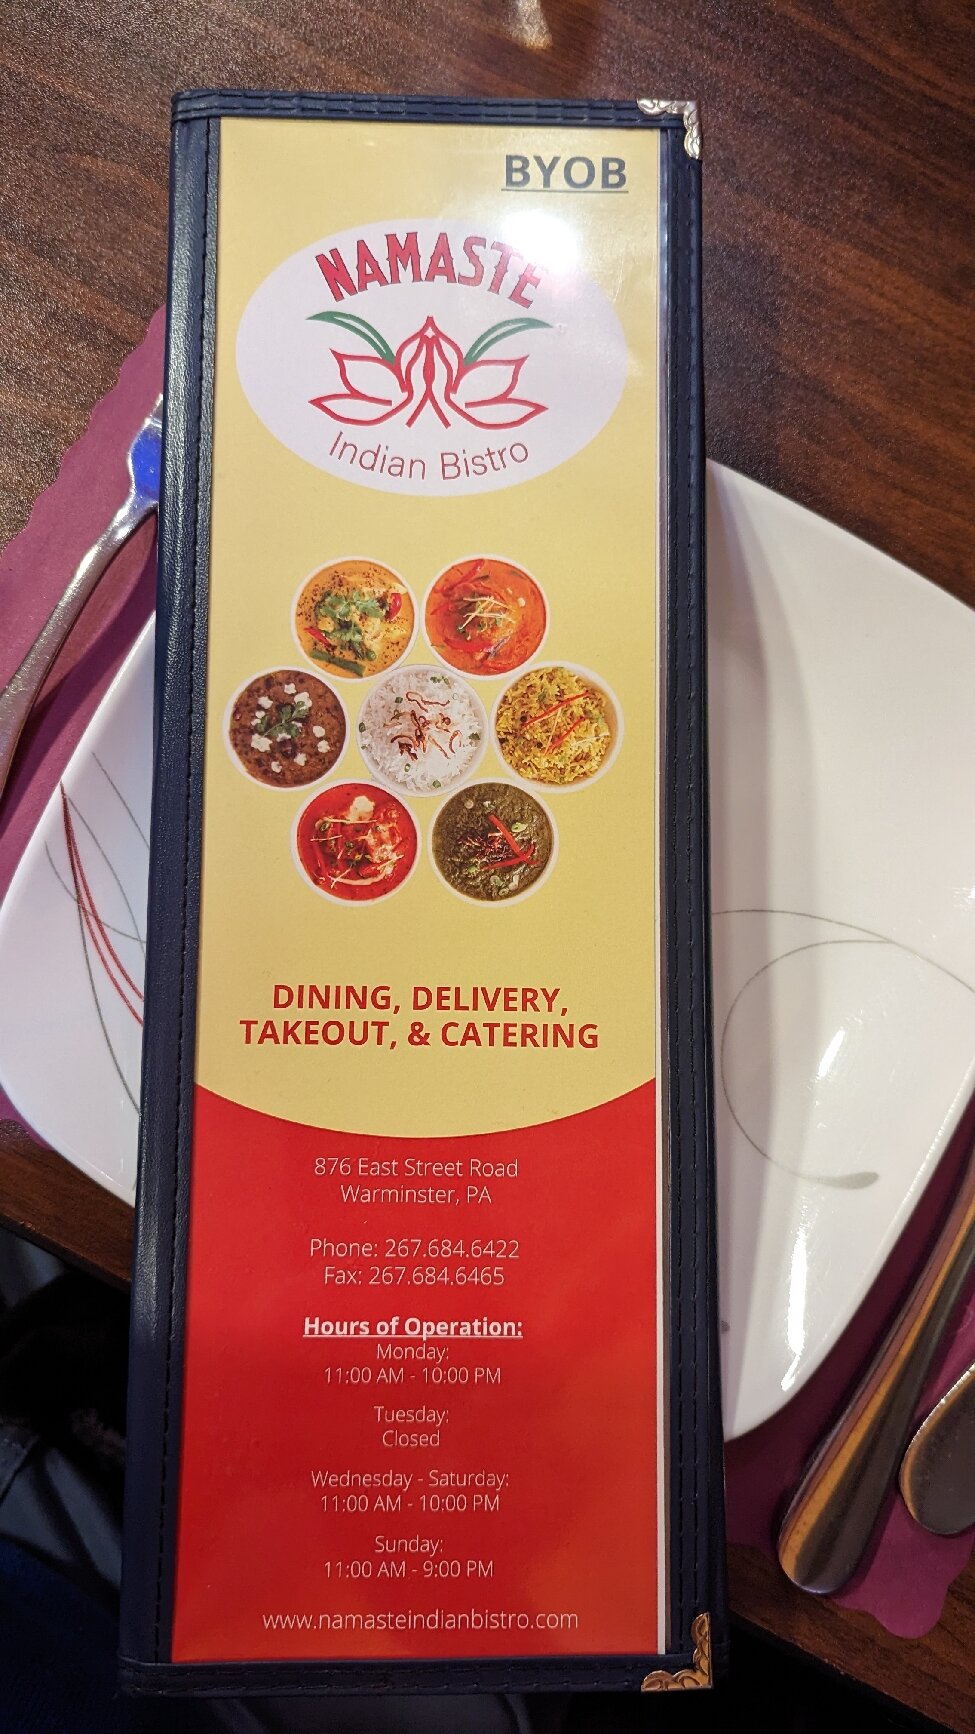 BYOB
NAMASTE
Indian Bistro
DINING, DELIVERY,
TAKEOUT, & CATERING
876 East Street Road
Warminster, PA
Phone: 267.684.6422
Fax: 267.684.6465
Hours of Operation:
Monday:
11:00 AM - 10:00 PM
Tuesday:
Closed
Wednesday - Saturday:
11:00 AM - 10:00 PM
Sunday:
11:00 AM - 9:00 PM
www.namasteindianbistro.com